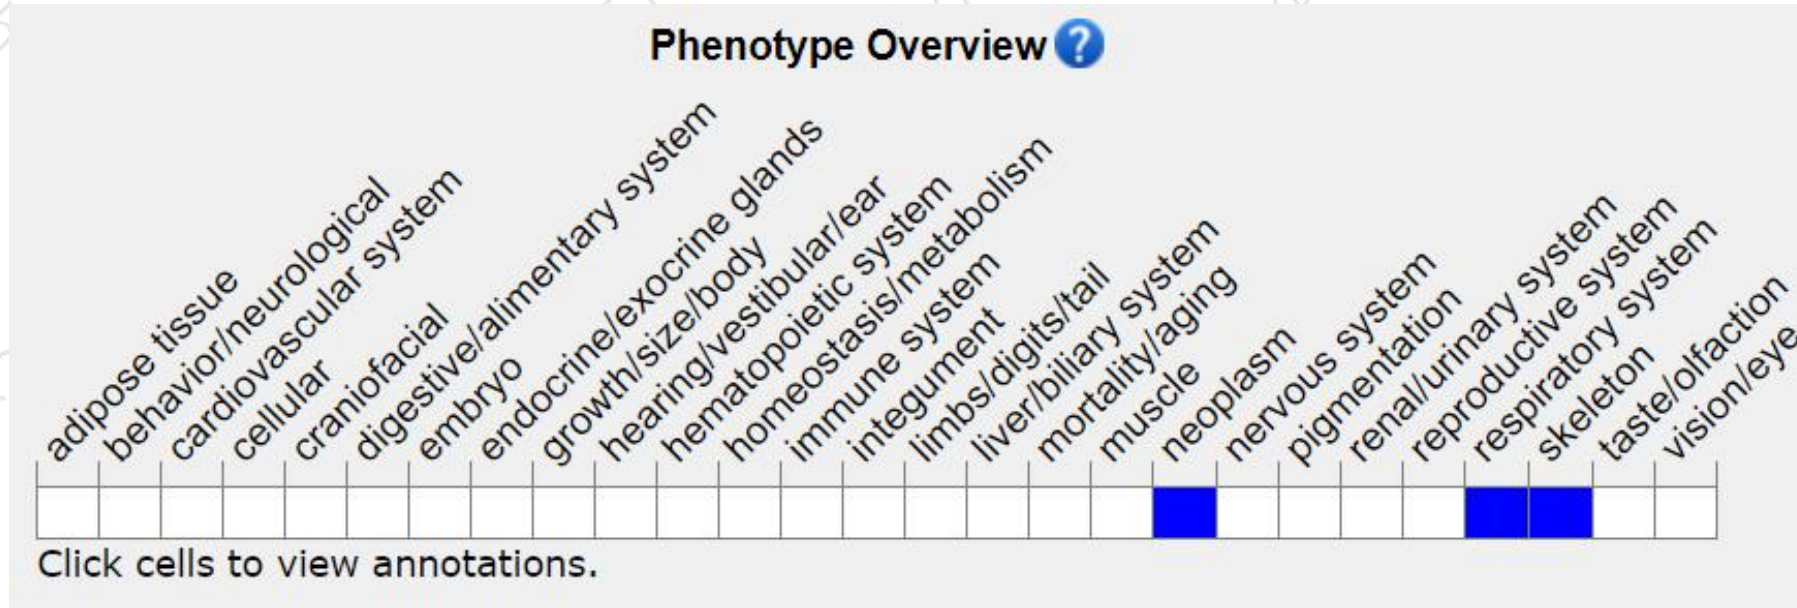 Phenotype Overview ?
adipose tissue
behavior/neurological
cardiovascular system
cellular
craniofacial
digestive/alimentary system
embryo
endocrine/exocrine glands
growth/size/body
hearing/vestibular/ear
hematopoietic system
homeostasis/metabolism
immune system
integument
limbs/digits/tail
liver/biliary system
mortality/aging
muscle
neoplasm
nervous system
pigmentation
renal/urinary system
reproductive system
respiratory system
skeleton
taste/olfaction
vision/eye
Click cells to view annotations.